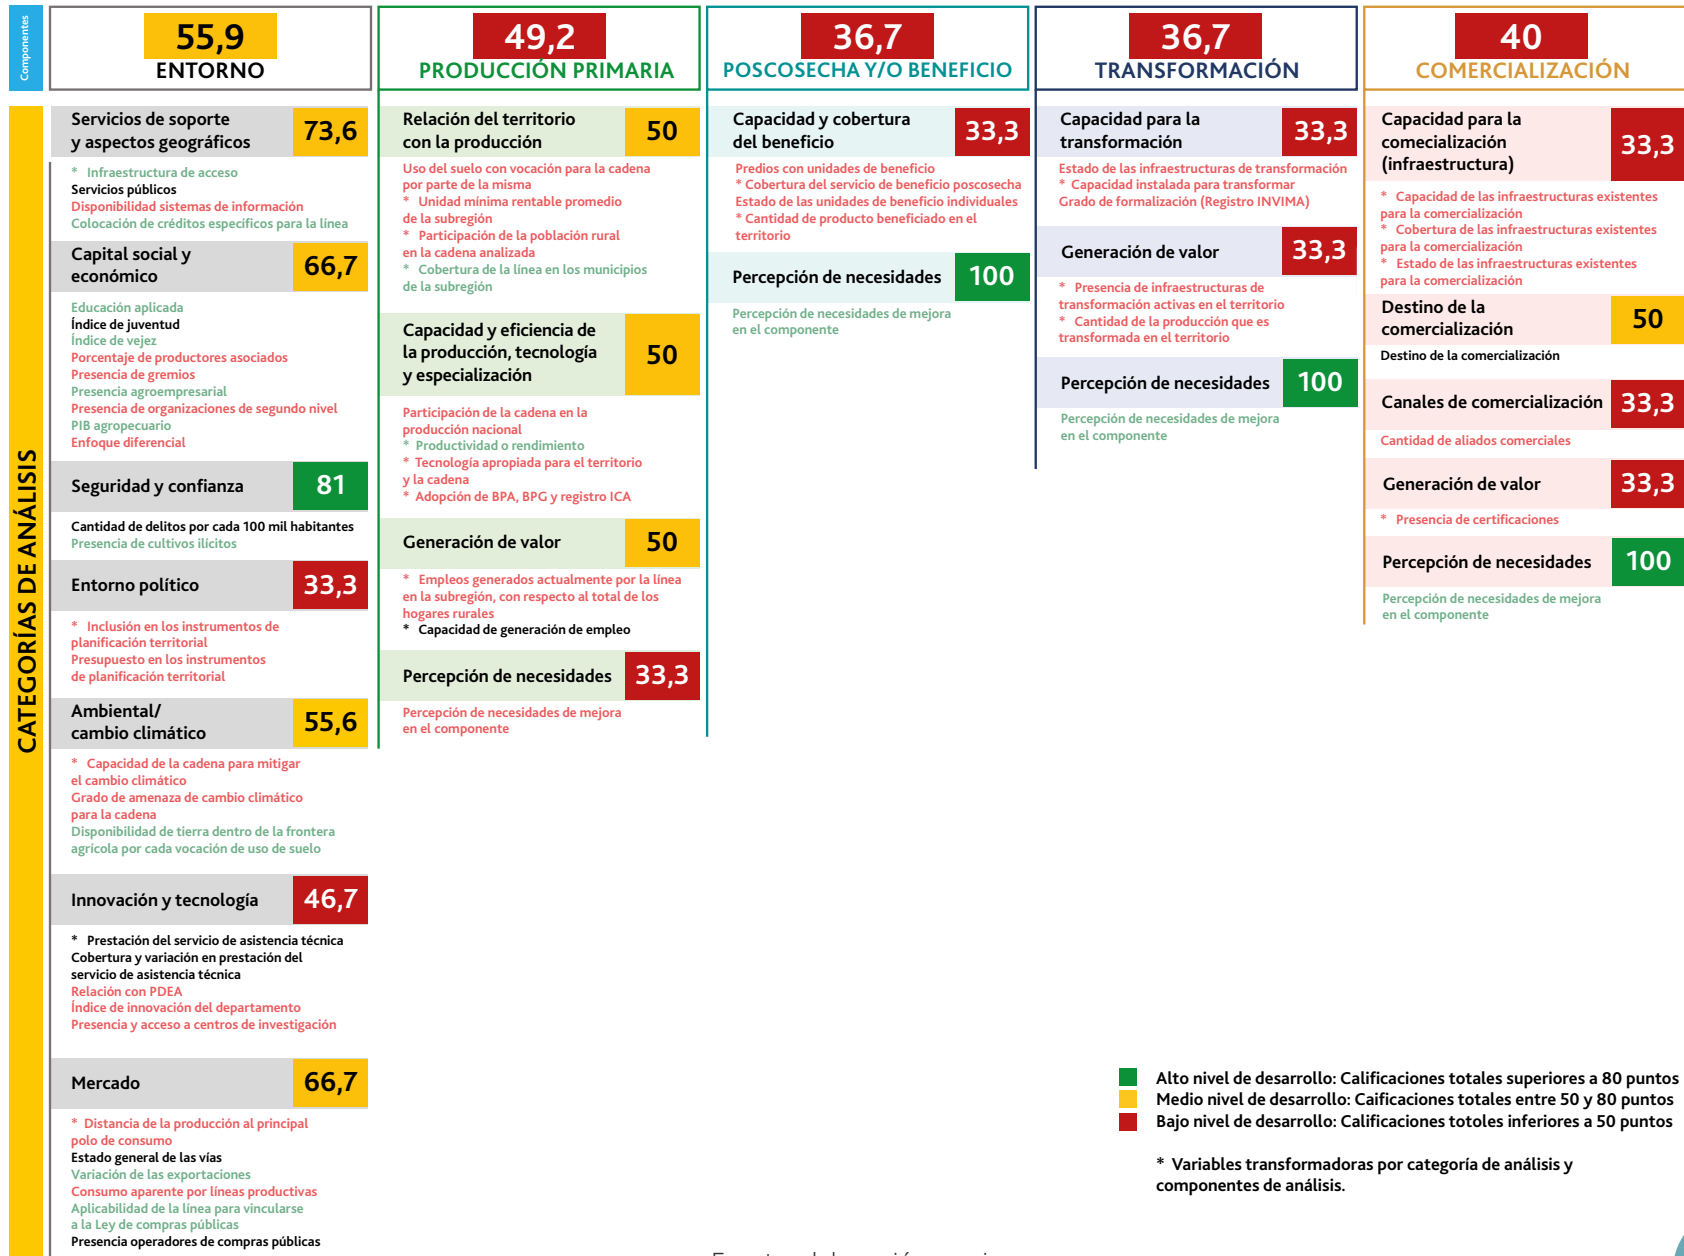 Componentes
55,9
ENTORNO
49,2
PRODUCCIÓN PRIMARIA
36,7
POSCOSECHA Y/O BENEFICIO
36,7
TRANSFORMACIÓN
40
COMERCIALIZACIÓN
CATEGORÍAS DE ANÁLISIS
Servicios de soporte
y aspectos geográficos
73,6
* Infraestructura de acceso
Servicios públicos
Disponibilidad sistemas de información
Colocación de créditos específicos para la línea
Capital social y
económico
66,7
Educación aplicada
Índice de juventud
Índice de vejez
Porcentaje de productores asociados
Presencia de gremios
Presencia agroempresarial
Presencia de organizaciones de segundo nivel
PIB agropecuario
Enfoque diferencial
Seguridad y confianza
81
Cantidad de delitos por cada 100 mil habitantes
Presencia de cultivos ilícitos
Entorno político
33,3
* Inclusión en los instrumentos de
planificación territorial
Presupuesto en los instrumentos
de planificación territorial
Ambiental/
cambio climático
55,6
* Capacidad de la cadena para mitigar
el cambio climático
Grado de amenaza de cambio climático
para la cadena
Disponibilidad de tierra dentro de la frontera
agrícola por cada vocación de uso de suelo
Innovación y tecnología
46,7
* Prestación del servicio de asistencia técnica
Cobertura y variación en prestación del
servicio de asistencia técnica
Relación con PDEA
Índice de innovación del departamento
Presencia y acceso a centros de investigación
Mercado
66,7
* Distancia de la producción al principal
polo de consumo
Estado general de las vías
Variación de las exportaciones
Consumo aparente por líneas productivas
Aplicabilidad de la línea para vincularse
a la Ley de compras públicas
Presencia operadores de compras públicas
Relación del territorio
con la producción
50
Uso del suelo con vocación para la cadena
por parte de la misma
* Unidad mínima rentable promedio
de la subregión
* Participación de la población rural
en la cadena analizada
* Cobertura de la línea en los municipios
de la subregión
Capacidad y eficiencia de
la producción, tecnología
y especialización
50
Participación de la cadena en la
producción nacional
* Productividad o rendimiento
* Tecnología apropiada para el territorio
y la cadena
* Adopción de BPA, BPG y registro ICA
Generación de valor
50
* Empleos generados actualmente por la línea
en la subregión, con respecto al total de los
hogares rurales
* Capacidad de generación de empleo
Percepción de necesidades
33,3
Percepción de necesidades de mejora
en el componente
Capacidad y cobertura
del beneficio
33,3
Predios con unidades de beneficio
* Cobertura del servicio de beneficio poscosecha
Estado de las unidades de beneficio individuales
* Cantidad de producto beneficiado en el
territorio
Percepción de necesidades
100
Percepción de necesidades de mejora
en el componente
Capacidad para la
transformación
33,3
Estado de las infraestructuras de transformación
* Capacidad instalada para transformar
Grado de formalización (Registro INVIMA)
Generación de valor
33,3
* Presencia de infraestructuras de
transformación activas en el territorio
* Cantidad de la producción que es
transformada en el territorio
Percepción de necesidades
100
Percepción de necesidades de mejora
en el componente
Capacidad para la
comecialización
(infraestructura)
33,3
* Capacidad de las infraestructuras existentes
para la comercialización
* Cobertura de las infraestructuras existentes
para la comercialización
* Estado de las infraestructuras existentes
para la comercialización
Destino de la
comercialización
50
Destino de la comercialización
Canales de comercialización
33,3
Cantidad de aliados comerciales
Generación de valor
33,3
* Presencia de certificaciones
Percepción de necesidades
100
Percepción de necesidades de mejora
en el componente
Alto nivel de desarrollo: Calificaciones totales superiores a 80 puntos
Medio nivel de desarrollo: Caificaciones totales entre 50 y 80 puntos
Bajo nivel de desarrollo: Calificaciones totoles inferiores a 50 puntos
* Variables transformadoras por categoría de análisis y
componentes de análisis.